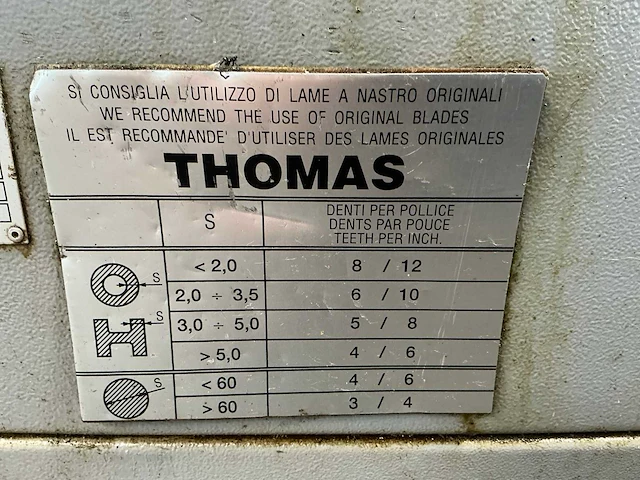 SI CONSIGLIA L'UTILIZZO DI LAME A NASTRO ORIGINALI
WE RECOMMEND THE USE OF ORIGINAL BLADES
IL EST RECOMMANDE' D'UTILISER DES LAMES ORIGINALES
THOMAS
S
DENTI PER POLLICE
DENTS PAR POUCE
TEETH PER INCH.
S < 2,0 8 / 12
2,0 ÷ 3,5 6 / 10
S 3,0 ÷ 5,0 5 / 8
> 5,0 4 / 6
S < 60 4 / 6
> 60 3 / 4